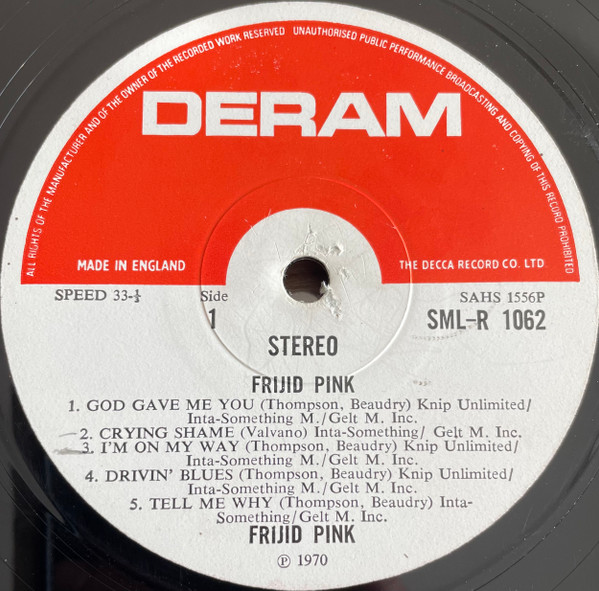 ALL RIGHTS OF THE MANUFACTURER AND OF THE OWNER OF THE RECORDED WORK RESERVED UNAUTHORISED PUBLIC PERFORMANCE BROADCASTING AND COPYING OF THIS RECORD PROHIBITED
DERAM
MADE IN ENGLAND THE DECCA RECORD CO. LTD.
SPEED 33-⅓ Side SAHS 1556P
1 SML-R 1062
STEREO
FRIJID PINK
1. GOD GAVE ME YOU (Thompson, Beaudry) Knip Unlimited/
Inta-Something M./Gelt M. Inc.
2. CRYING SHAME (Valvano) Inta-Something/ Gelt M. Inc.
3. I'M ON MY WAY (Thompson, Beaudry) Knip Unlimited/
Inta-Something M./Gelt M. Inc.
4. DRIVIN' BLUES (Thompson, Beaudry) Knip Unlimited/
Inta-Something M./Gelt M. Inc.
5. TELL ME WHY (Thompson, Beaudry) Inta-
Something/Gelt M. Inc.
FRIJID PINK
℗ 1970